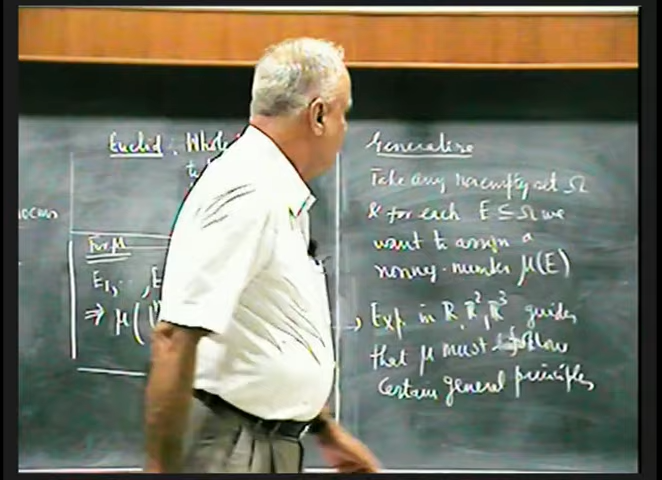 Euclid : Whole
For μ
E₁, ... , E
⇒ μ(
Generalise
Take any nonempty set Ω
& for each E ⊆ Ω we
want to assign a
nonneg. number μ(E)
→ Exp. in ℝ, ℝ², ℝ³ guides
that μ must follow
certain general principles